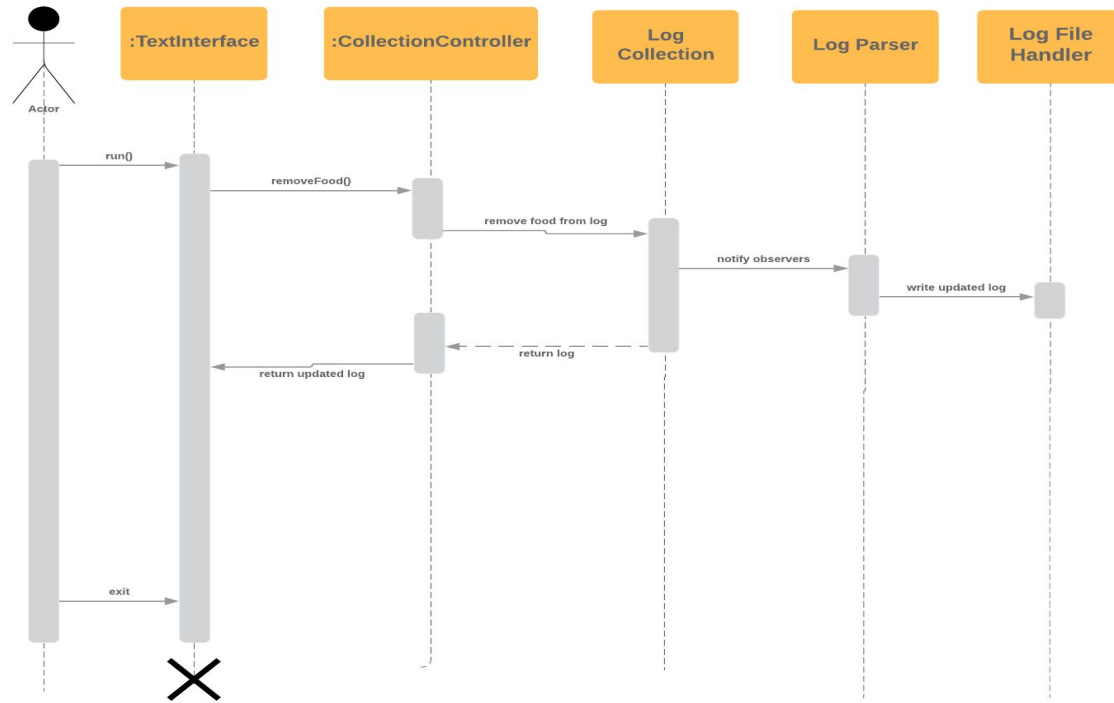 :TextInterface
:CollectionController
Log
Collection
Log Parser
Log File
Handler
Actor
run()
removeFood()
remove food from log
notify observers
write updated log
return log
return updated log
exit